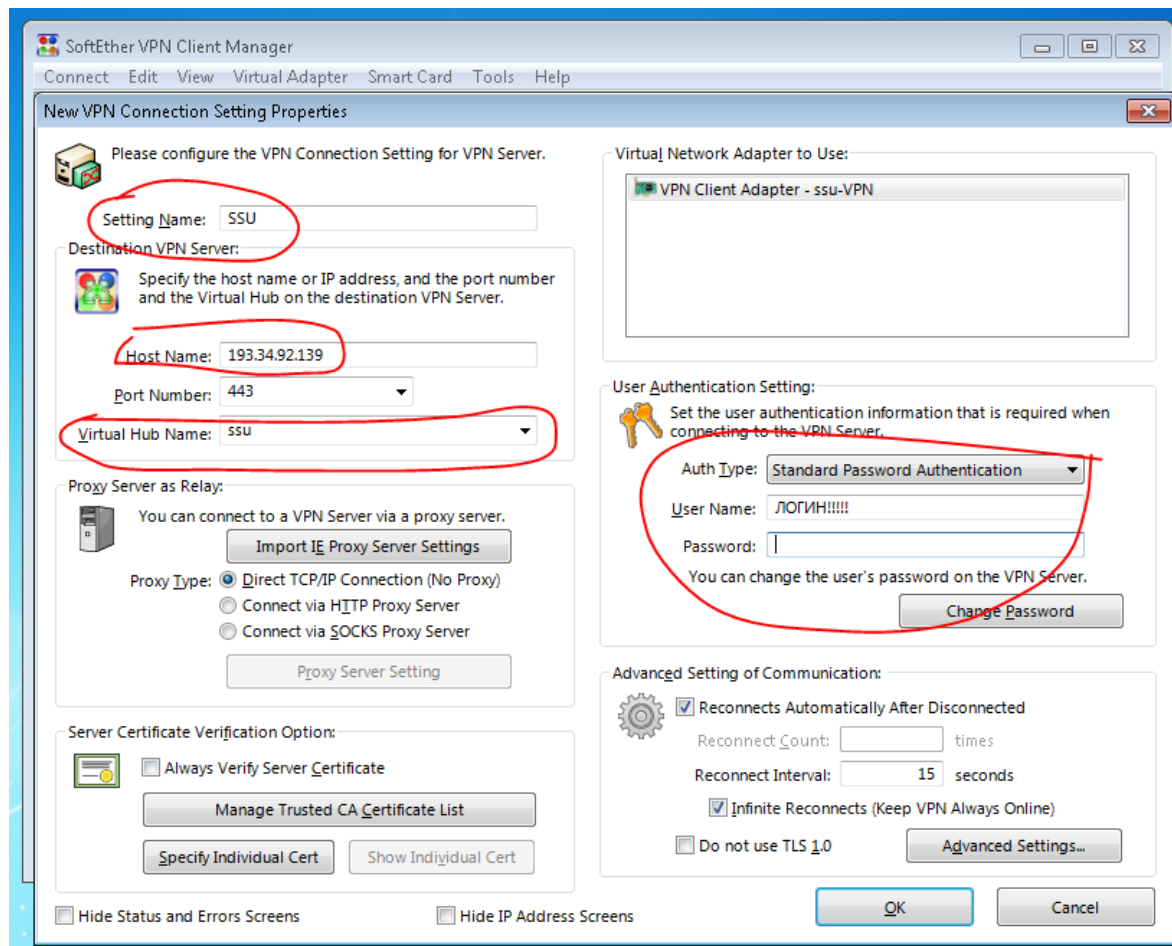 SoftEther VPN Client Manager
Connect Edit View Virtual Adapter Smart Card Tools Help
New VPN Connection Setting Properties
Please configure the VPN Connection Setting for VPN Server.
Setting Name: SSU
Destination VPN Server:
Specify the host name or IP address, and the port number
and the Virtual Hub on the destination VPN Server.
Host Name: 193.34.92.139
Port Number: 443
Virtual Hub Name: ssu
Proxy Server as Relay:
You can connect to a VPN Server via a proxy server.
Import IE Proxy Server Settings
Proxy Type: Direct TCP/IP Connection (No Proxy)
Connect via HTTP Proxy Server
Connect via SOCKS Proxy Server
Proxy Server Setting
Server Certificate Verification Option:
Always Verify Server Certificate
Manage Trusted CA Certificate List
Specify Individual Cert Show Individual Cert
Hide Status and Errors Screens Hide IP Address Screens
Virtual Network Adapter to Use:
VPN Client Adapter - ssu-VPN
User Authentication Setting:
Set the user authentication information that is required when
connecting to the VPN Server.
Auth Type: Standard Password Authentication
User Name: ЛОГИН!!!!!
Password:
You can change the user's password on the VPN Server.
Change Password
Advanced Setting of Communication:
Reconnects Automatically After Disconnected
Reconnect Count: times
Reconnect Interval: 15 seconds
Infinite Reconnects (Keep VPN Always Online)
Do not use TLS 1.0 Advanced Settings...
OK Cancel